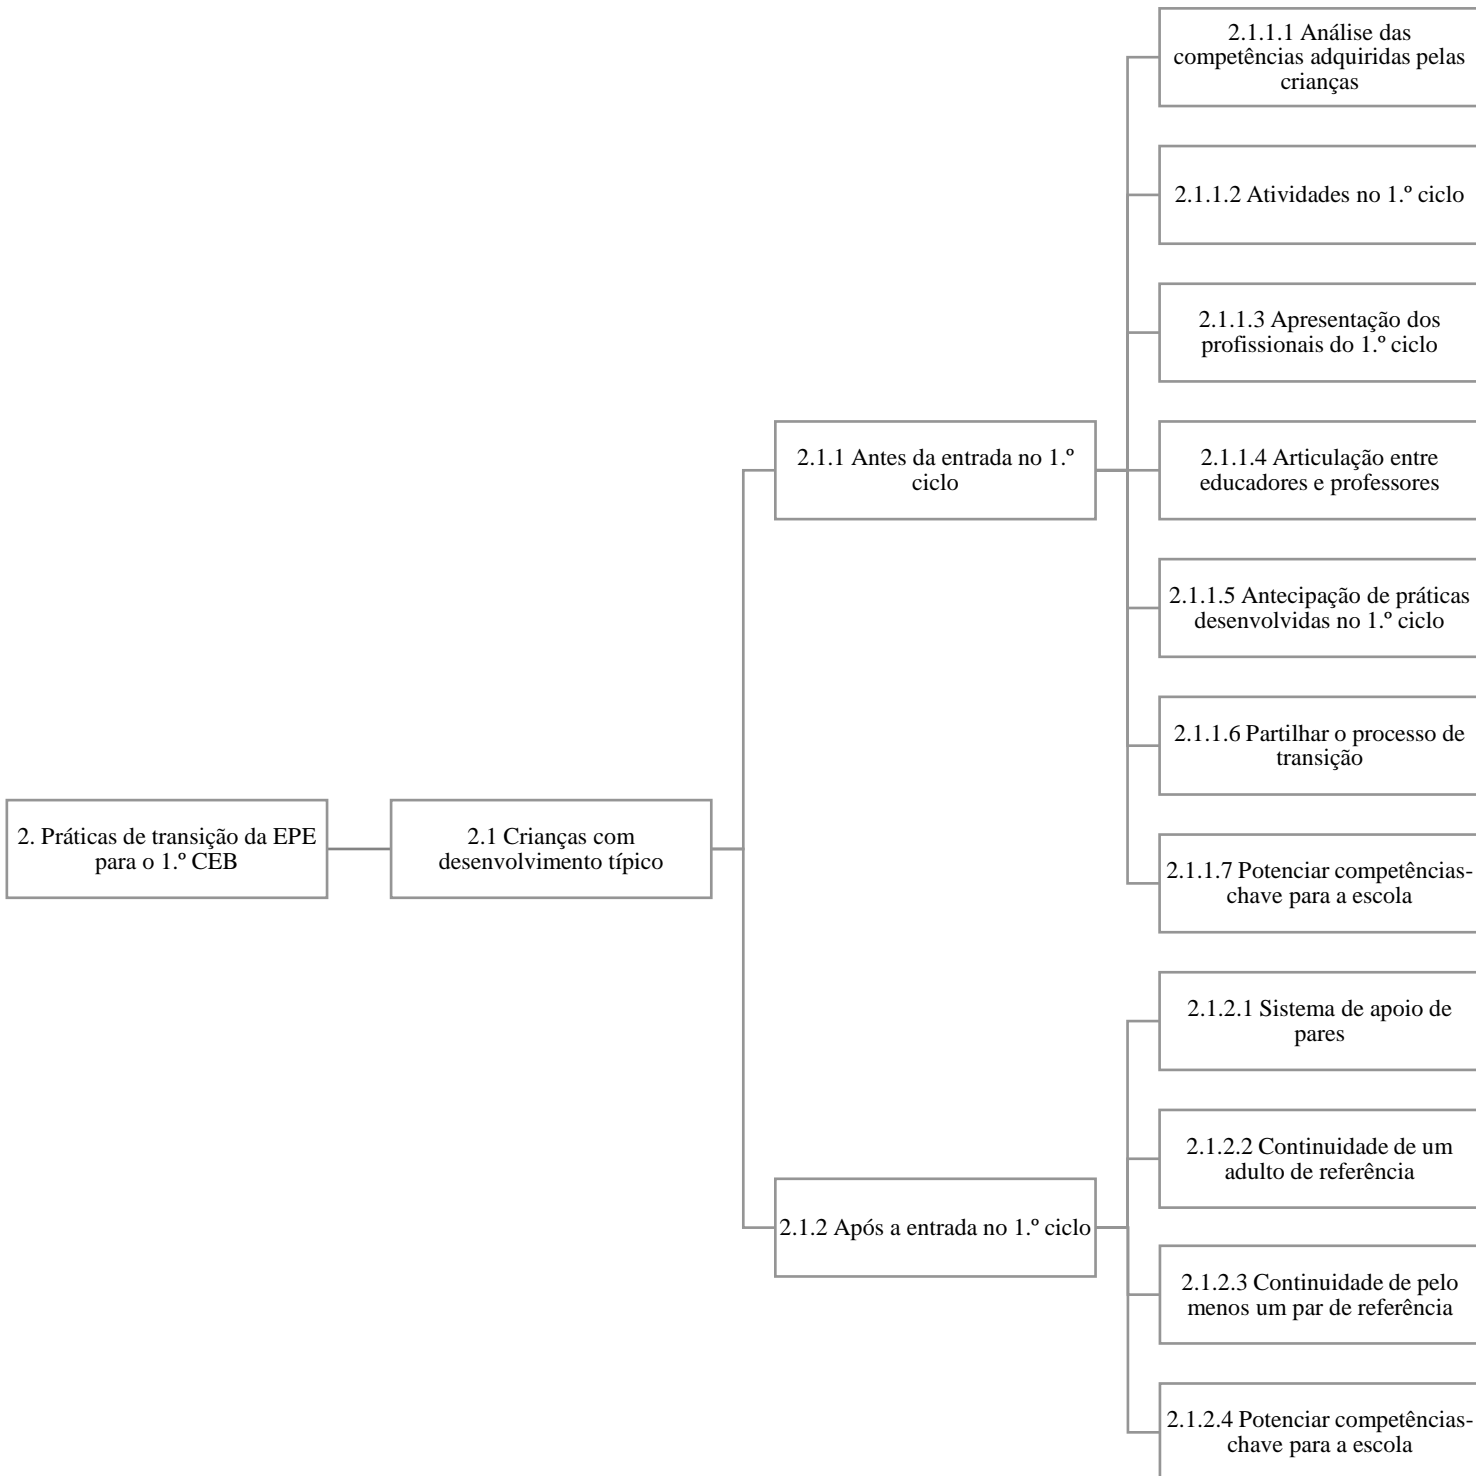 2.1.1.1 Análise das
competências adquiridas pelas
crianças
2.1.1.2 Atividades no 1.º ciclo
2.1.1.3 Apresentação dos
profissionais do 1.º ciclo
2.1.1 Antes da entrada no 1.º
ciclo
2.1.1.4 Articulação entre
educadores e professores
2.1.1.5 Antecipação de práticas
desenvolvidas no 1.º ciclo
2.1.1.6 Partilhar o processo de
transição
2. Práticas de transição da EPE
para o 1.º CEB
2.1 Crianças com
desenvolvimento típico
2.1.1.7 Potenciar competências-
chave para a escola
2.1.2.1 Sistema de apoio de
pares
2.1.2.2 Continuidade de um
adulto de referência
2.1.2 Após a entrada no 1.º ciclo
2.1.2.3 Continuidade de pelo
menos um par de referência
2.1.2.4 Potenciar competências-
chave para a escola